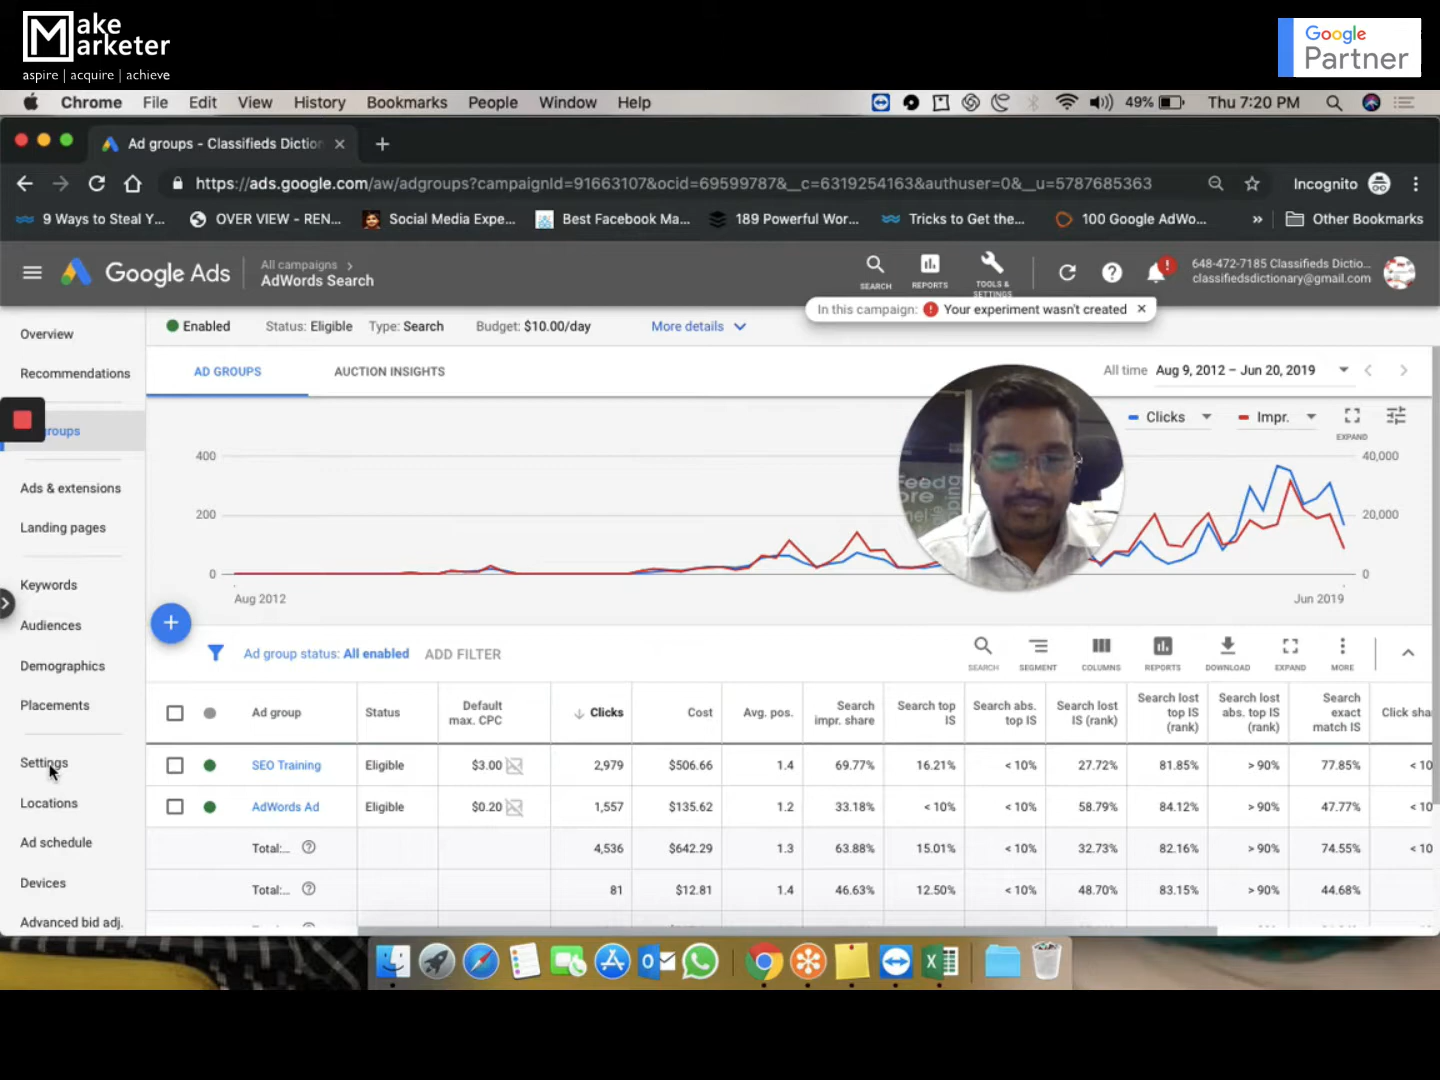 Make Marketer
aspire | acquire | achieve
Google
Partner
Chrome File Edit View History Bookmarks People Window Help
49% Thu 7:20 PM
Ad groups - Classifieds Diction
https://ads.google.com/aw/adgroups?campaignId=91663107&ocid=69599787&__c=6319254163&authuser=0&__u=5787685363
Incognito
9 Ways to Steal Y... OVER VIEW - REN... Social Media Expe... Best Facebook Ma... 189 Powerful Wor... Tricks to Get the... 100 Google AdWo... » Other Bookmarks
Google Ads
All campaigns >
AdWords Search
SEARCH
REPORTS
TOOLS &
SETTINGS
648-472-7185 Classifieds Dictio...
classifiedsdictionary@gmail.com
In this campaign: Your experiment wasn't created
Overview
Recommendations
groups
Ads & extensions
Landing pages
Keywords
Audiences
Demographics
Placements
Settings
Locations
Ad schedule
Devices
Advanced bid adj.
Enabled Status: Eligible Type: Search Budget: $10.00/day More details
AD GROUPS AUCTION INSIGHTS
All time Aug 9, 2012 – Jun 20, 2019
Clicks Impr.
EXPAND
400 40,000
200 20,000
0 0
Aug 2012 Jun 2019
Feed
ore
Ad group status: All enabled ADD FILTER
SEARCH SEGMENT COLUMNS REPORTS DOWNLOAD EXPAND MORE
Ad group Status Default max. CPC Clicks Cost Avg. pos. Search impr. share Search top IS Search abs. top IS Search lost IS (rank) Search lost top IS (rank) Search lost abs. top IS (rank) Search exact match IS Click sha
SEO Training Eligible $3.00 2,979 $506.66 1.4 69.77% 16.21% < 10% 27.72% 81.85% > 90% 77.85% < 10
AdWords Ad Eligible $0.20 1,557 $135.62 1.2 33.18% < 10% < 10% 58.79% 84.12% > 90% 47.77% < 10
Total:... 4,536 $642.29 1.3 63.88% 15.01% < 10% 32.73% 82.16% > 90% 74.55% < 10
Total:... 81 $12.81 1.4 46.63% 12.50% < 10% 48.70% 83.15% > 90% 44.68%